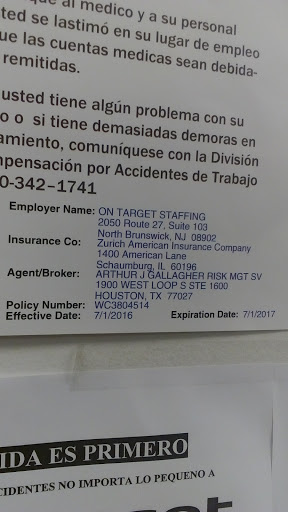 al medico y a su personal
sted se lastimó en su lugar de empleo
ue las cuentas medicas sean debida-
remitidas.
usted tiene algún problema con su
o o si tiene demasiadas demoras en
amiento, comuníquese con la División
mpensación por Accidentes de Trabajo
0-342-1741
Employer Name: ON TARGET STAFFING
2050 Route 27, Suite 103
North Brunswick, NJ 08902
Insurance Co: Zurich American Insurance Company
1400 American Lane
Schaumburg, IL 60196
Agent/Broker: ARTHUR J GALLAGHER RISK MGT SV
1900 WEST LOOP S STE 1600
HOUSTON, TX 77027
Policy Number: WC3804514
Effective Date: 7/1/2016 Expiration Date: 7/1/2017
IDA ES PRIMERO
CIDENTES NO IMPORTA LO PEQUEÑO A